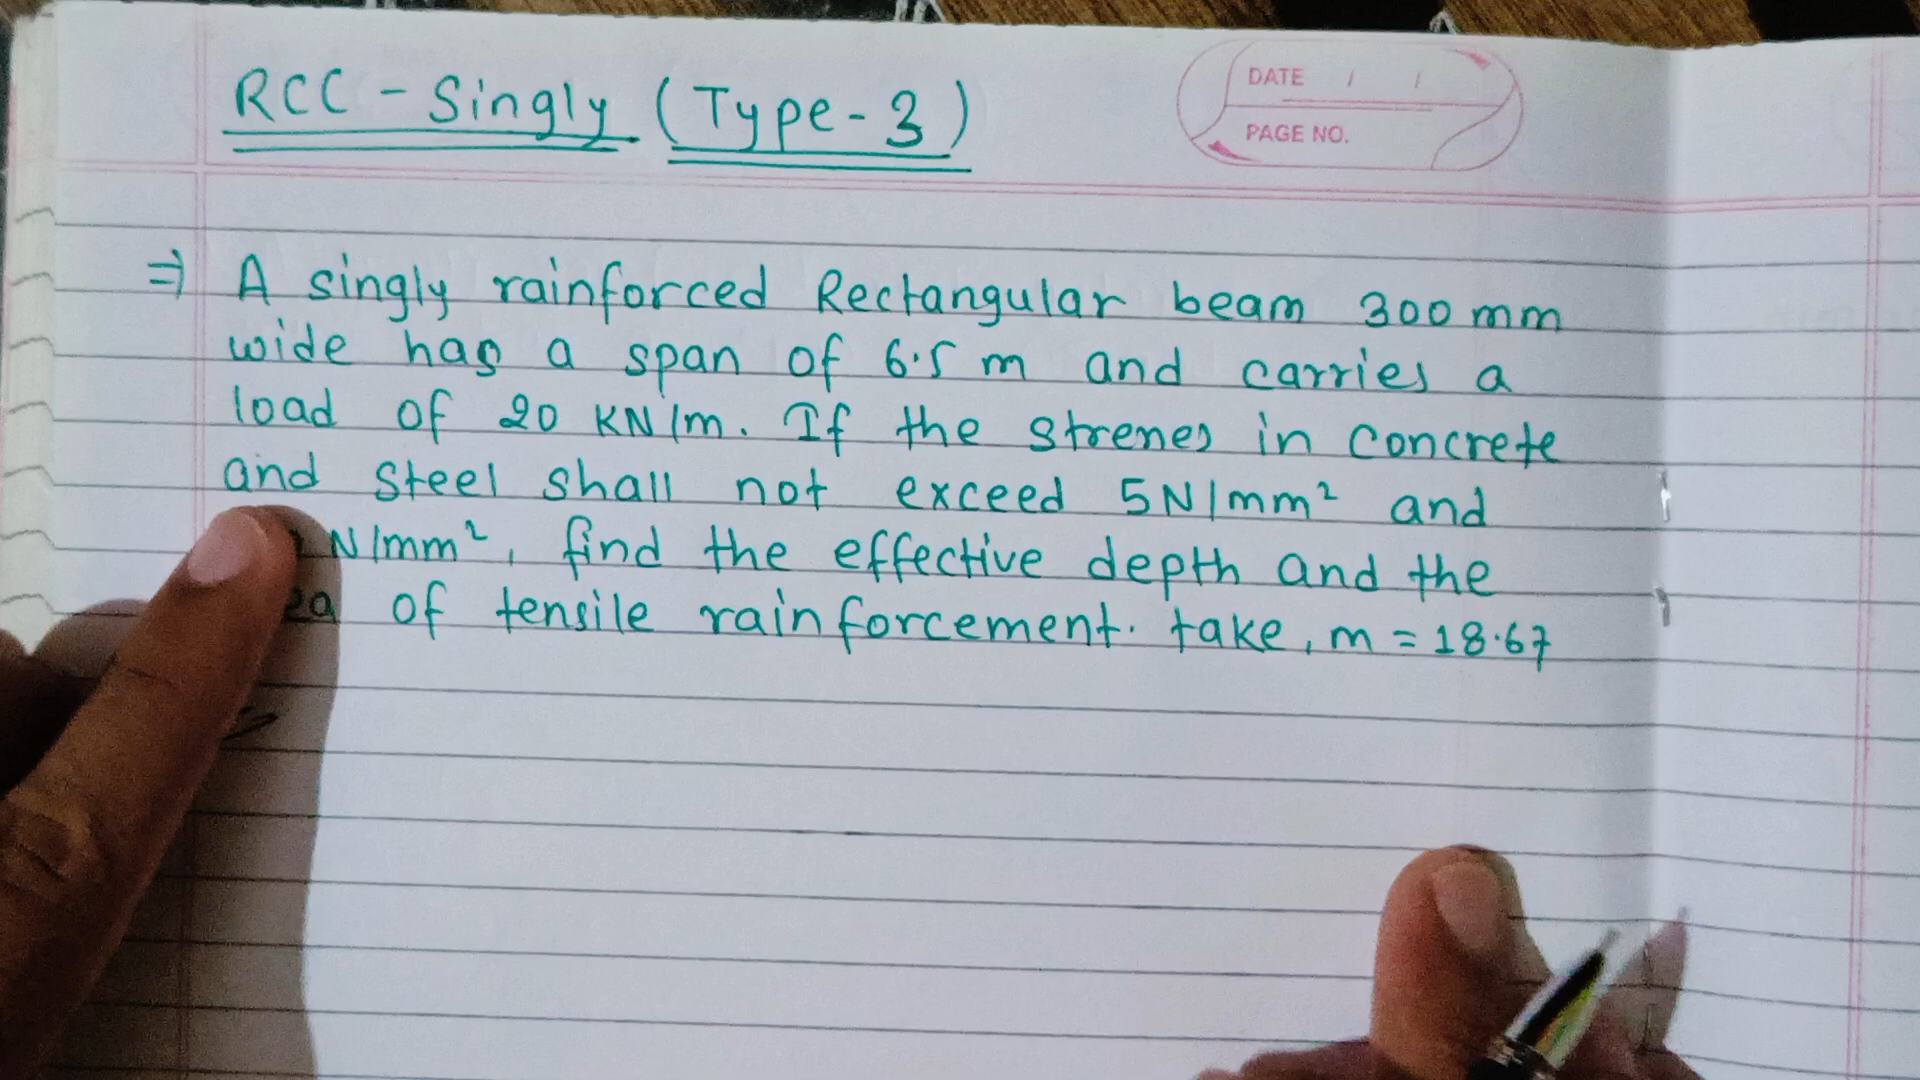 RCC - Singly (Type-3)
DATE / /
PAGE NO.
⇒ A singly rainforced Rectangular beam 300 mm
wide has a span of 6.5 m and carries a
load of 20 KN/m. If the strenes in concrete
and steel shall not exceed 5N/mm² and
N/mm², find the effective depth and the
of tensile rainforcement. take, m = 18.67